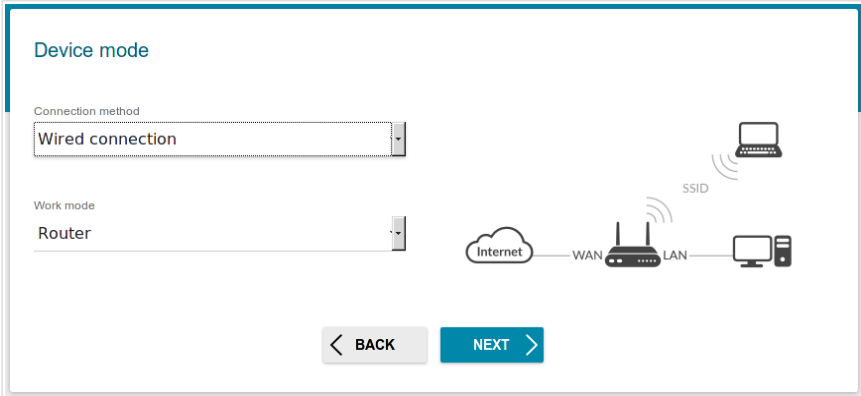 Device mode
Connection method
Wired connection
Work mode
Router
SSID
Internet
WAN
LAN
BACK
NEXT